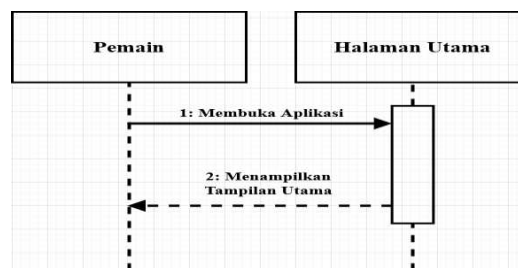 Pemain
Halaman Utama
1: Membuka Aplikasi
2: Menampilkan
Tampilan Utama